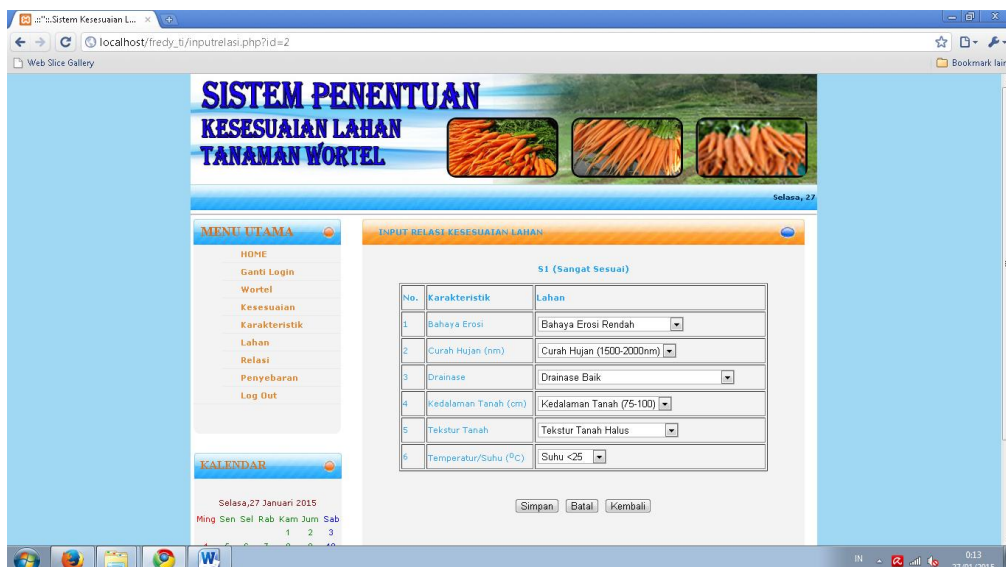 .::''::.Sistem Kesesuaian L...
localhost/fredy_ti/inputrelasi.php?id=2
Web Slice Gallery
Bookmark lain
SISTEM PENENTUAN
KESESUAIAN LAHAN
TANAMAN WORTEL
Selasa, 27
MENU UTAMA
HOME
Ganti Login
Wortel
Kesesuaian
Karakteristik
Lahan
Relasi
Penyebaran
Log Out
KALENDAR
Selasa,27 Januari 2015
Ming Sen Sel Rab Kam Jum Sab
1 2 3
INPUT RELASI KESESUAIAN LAHAN
S1 (Sangat Sesuai)
No. Karakteristik Lahan
1 Bahaya Erosi Bahaya Erosi Rendah
2 Curah Hujan (nm) Curah Hujan (1500-2000nm)
3 Drainase Drainase Baik
4 Kedalaman Tanah (cm) Kedalaman Tanah (75-100)
5 Tekstur Tanah Tekstur Tanah Halus
6 Temperatur/Suhu (⁰C) Suhu <25
Simpan Batal Kembali
IN
0:13
27/01/2015